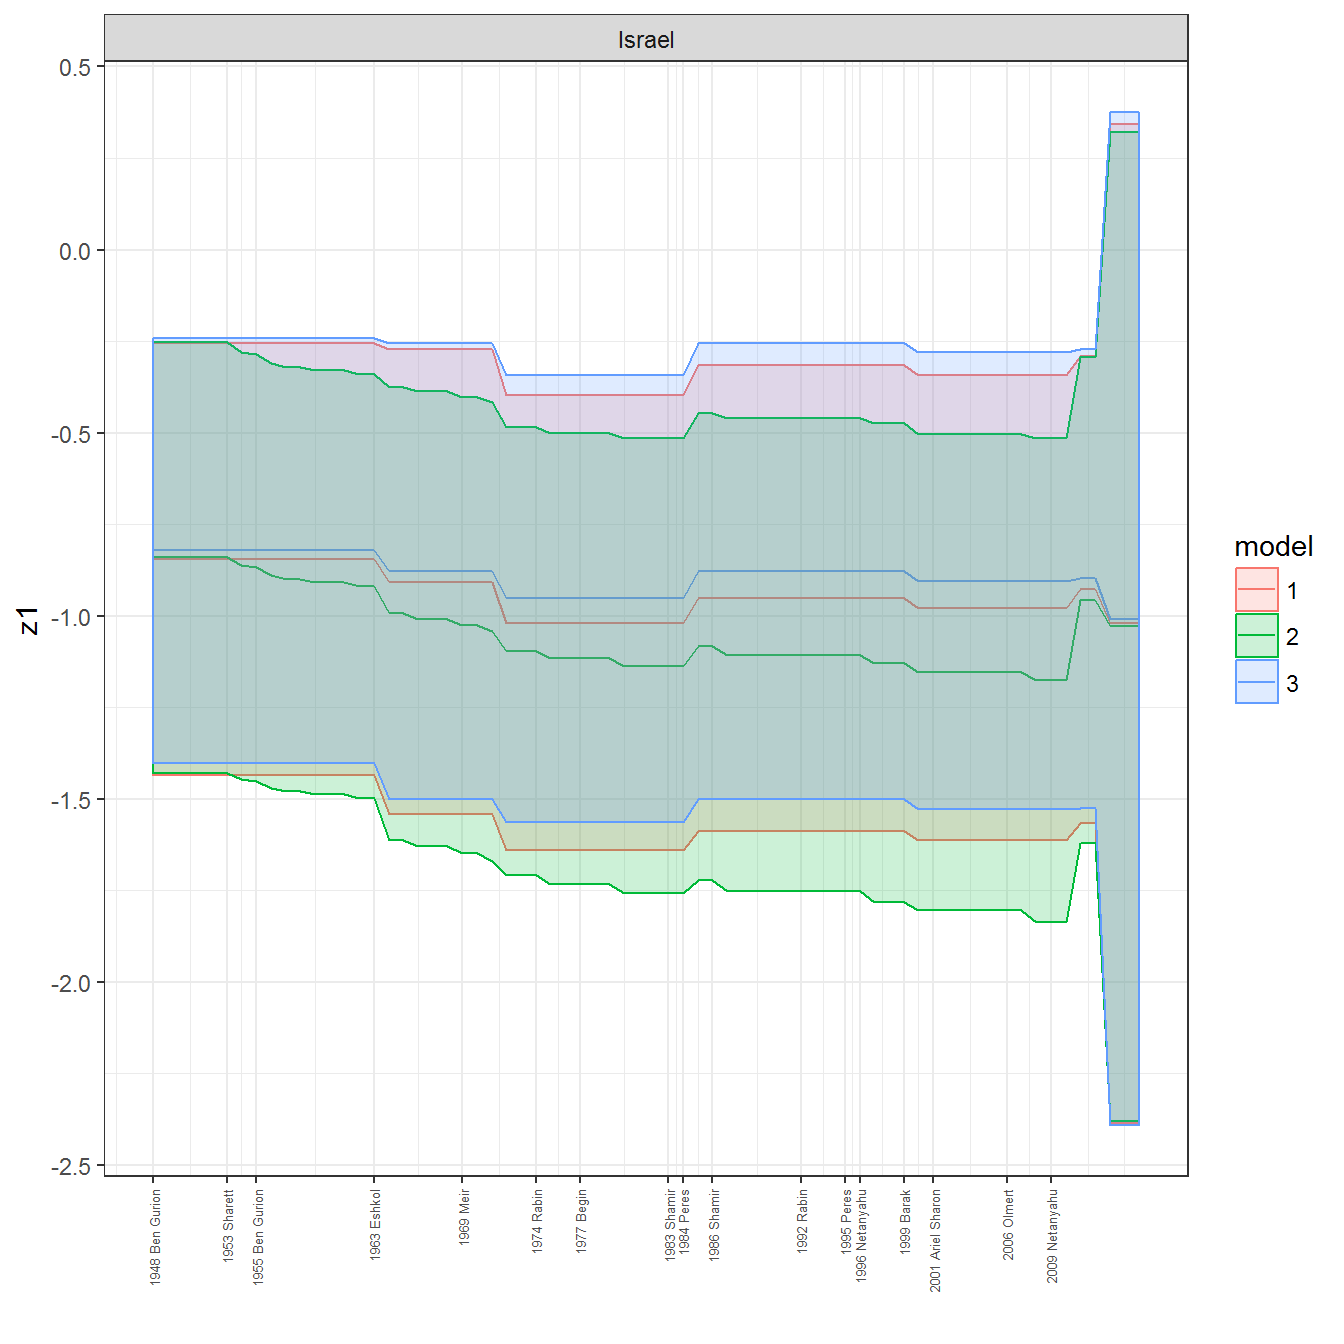 Israel
0.5
0.0
-0.5
-1.0
-1.5
-2.0
-2.5
z1
model
1
2
3
1948 Ben Gurion
1953 Sharett
1955 Ben Gurion
1963 Eshkol
1969 Meir
1974 Rabin
1977 Begin
1983 Shamir
1984 Peres
1986 Shamir
1992 Rabin
1995 Peres
1996 Netanyahu
1999 Barak
2001 Ariel Sharon
2006 Olmert
2009 Netanyahu